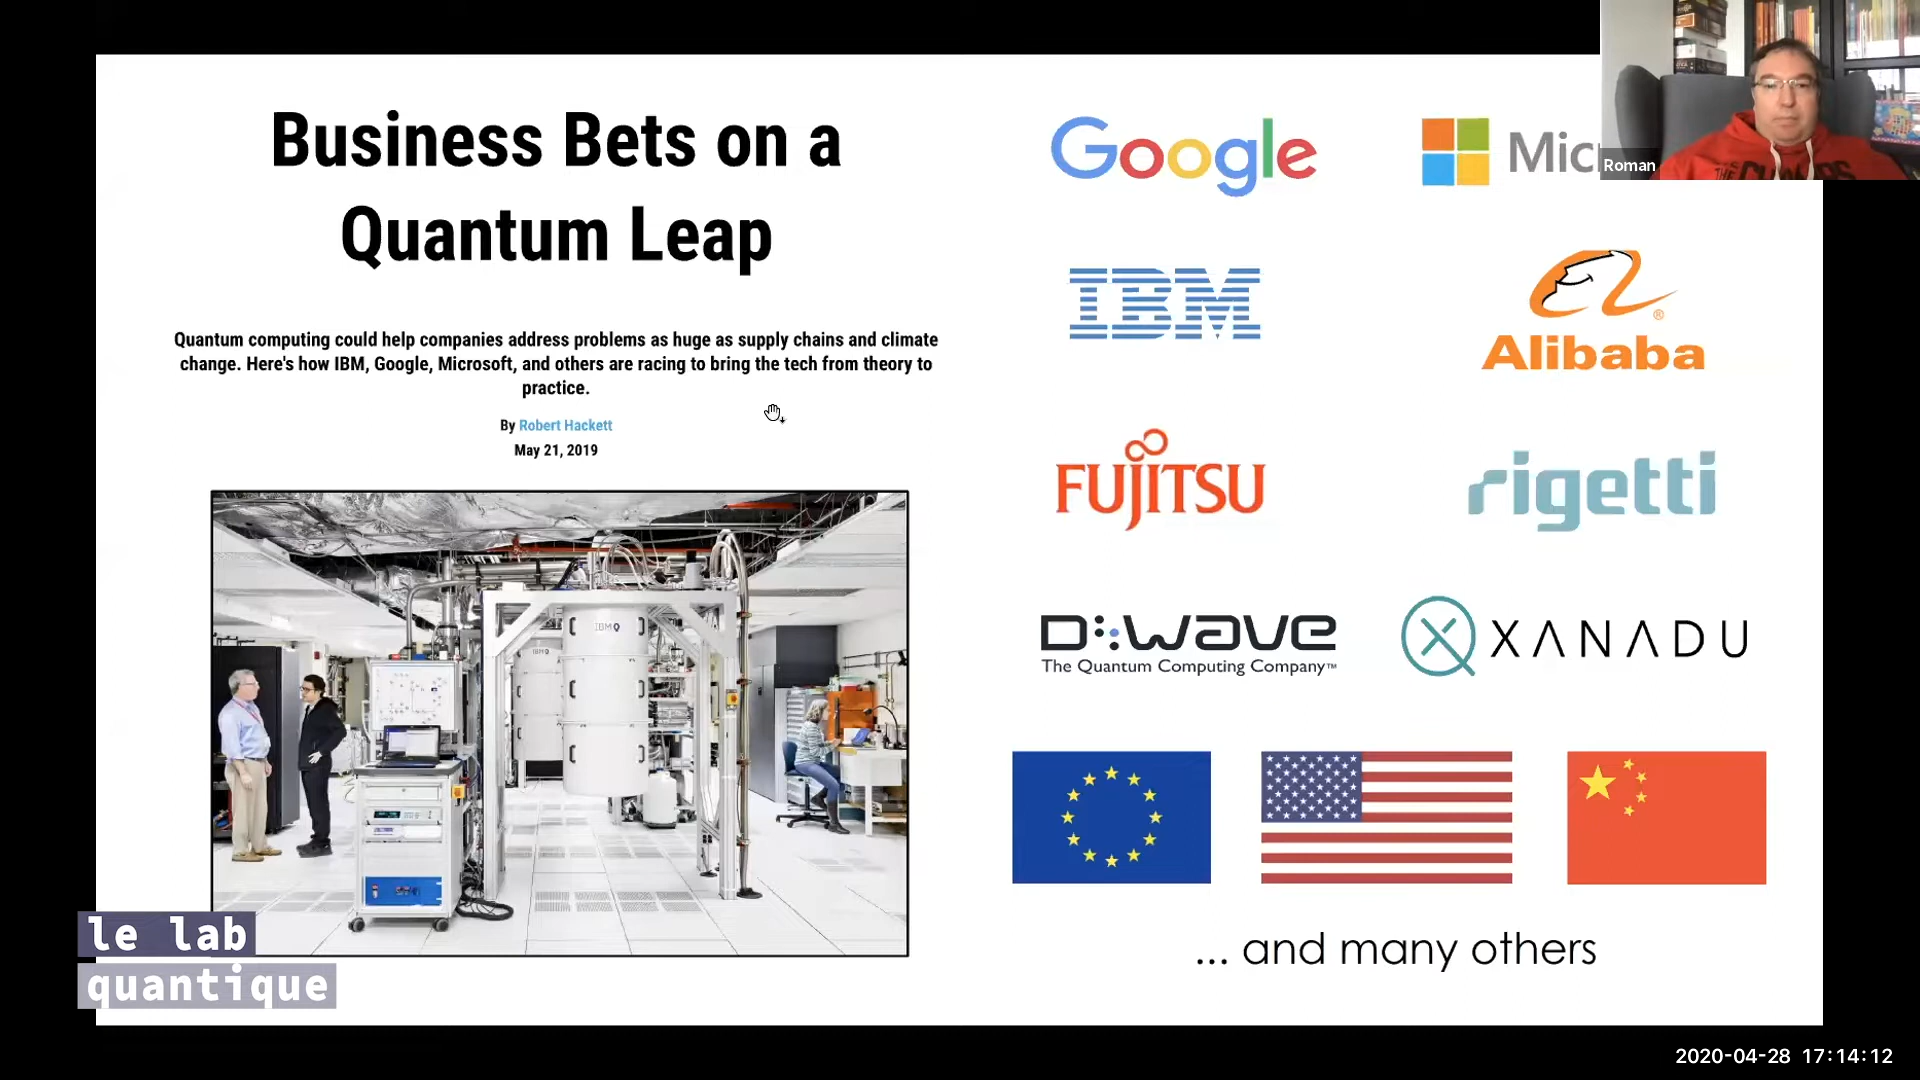 Business Bets on a
Quantum Leap
Quantum computing could help companies address problems as huge as supply chains and climate
change. Here's how IBM, Google, Microsoft, and others are racing to bring the tech from theory to
practice.
By Robert Hackett
May 21, 2019
IBM Q
IBM Q
le lab
quantique
Google
Micr
Roman
IBM
Alibaba
®
FUJITSU
rigetti
D:wave
The Quantum Computing Company™
XANADU
... and many others
2020-04-28 17:14:12